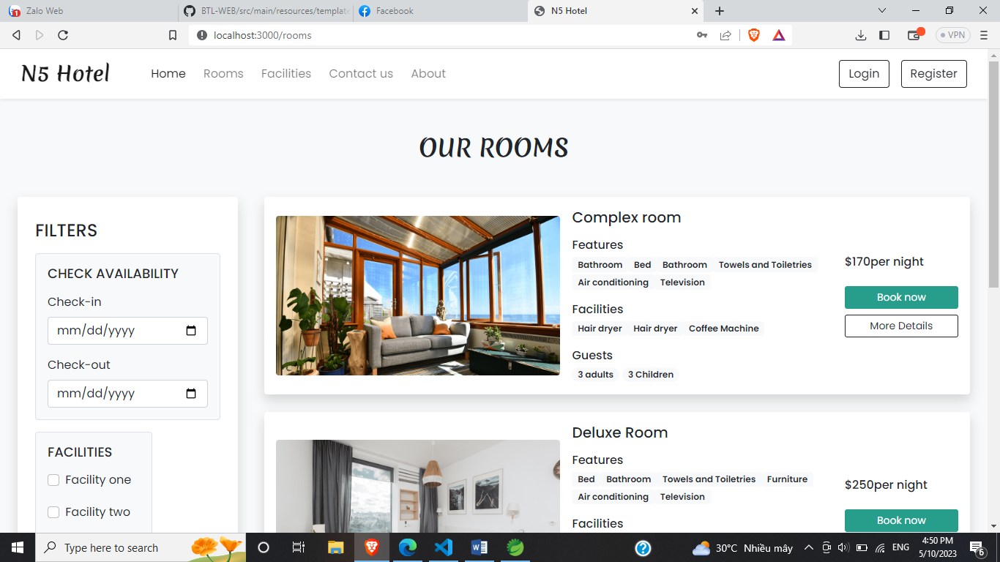 Zalo Web
BTL-WEB/src/main/resources/templat
Facebook
N5 Hotel
localhost:3000/rooms
VPN
N5 Hotel
Home
Rooms
Facilities
Contact us
About
Login
Register
OUR ROOMS
FILTERS
CHECK AVAILABILITY
Check-in
mm/dd/yyyy
Check-out
mm/dd/yyyy
FACILITIES
Facility one
Facility two
Complex room
Features
Bathroom Bed Bathroom Towels and Toiletries
Air conditioning Television
Facilities
Hair dryer Hair dryer Coffee Machine
Guests
3 adults 3 Children
$170per night
Book now
More Details
Deluxe Room
Features
Bed Bathroom Towels and Toiletries Furniture
Air conditioning Television
Facilities
$250per night
Book now
Type here to search
30°C Nhiều mây
ENG
4:50 PM
5/10/2023
6